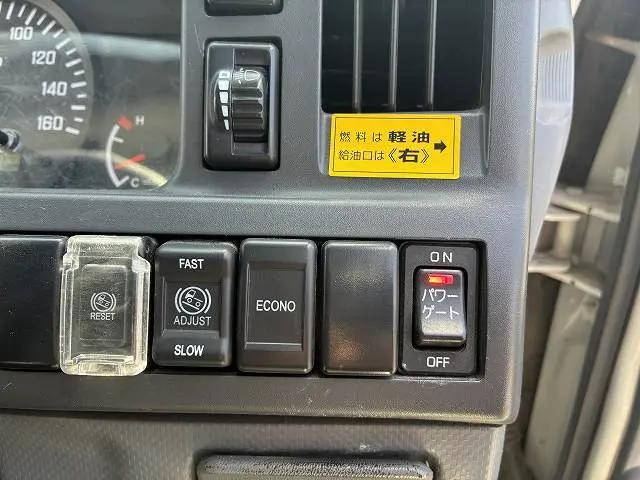 100
120
140
160
H
C
燃料は 軽油
給油口は《右》➡
RESET
FAST
ADJUST
SLOW
ECONO
ON
パワー
ゲート
OFF